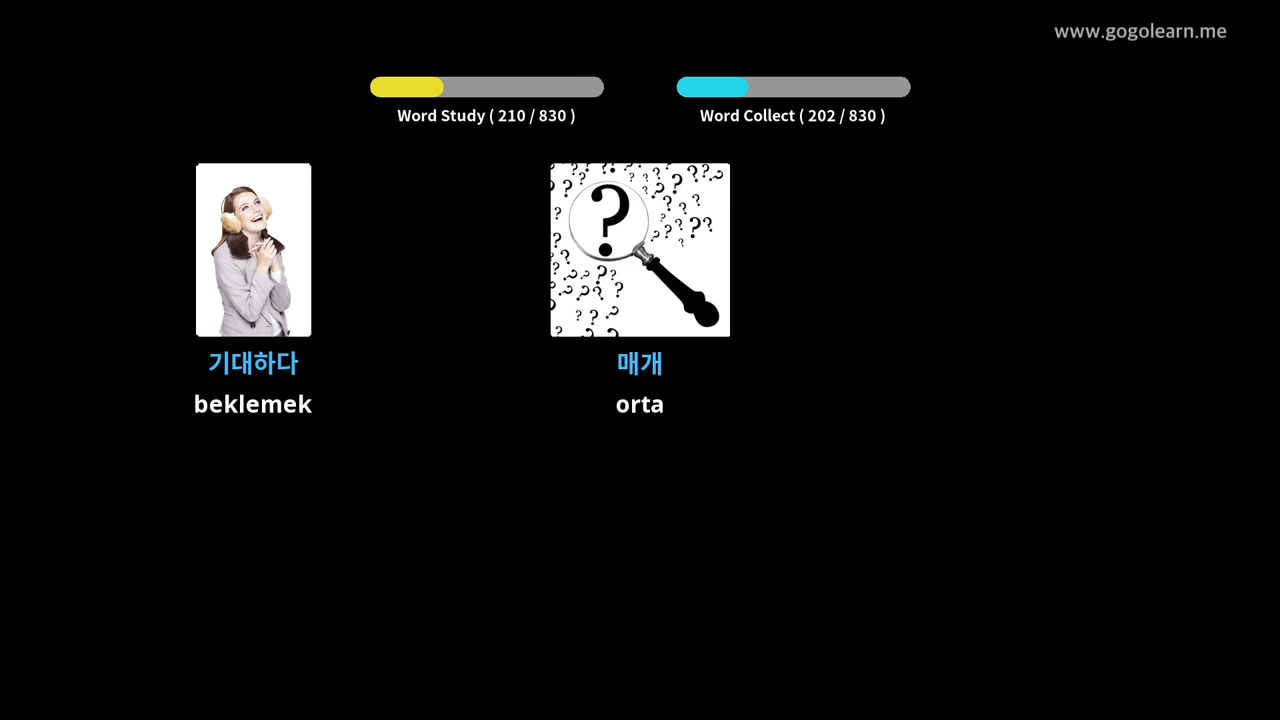 www.gogolearn.me
Word Study ( 210 / 830 )
Word Collect ( 202 / 830 )
기대하다
매개
beklemek
orta